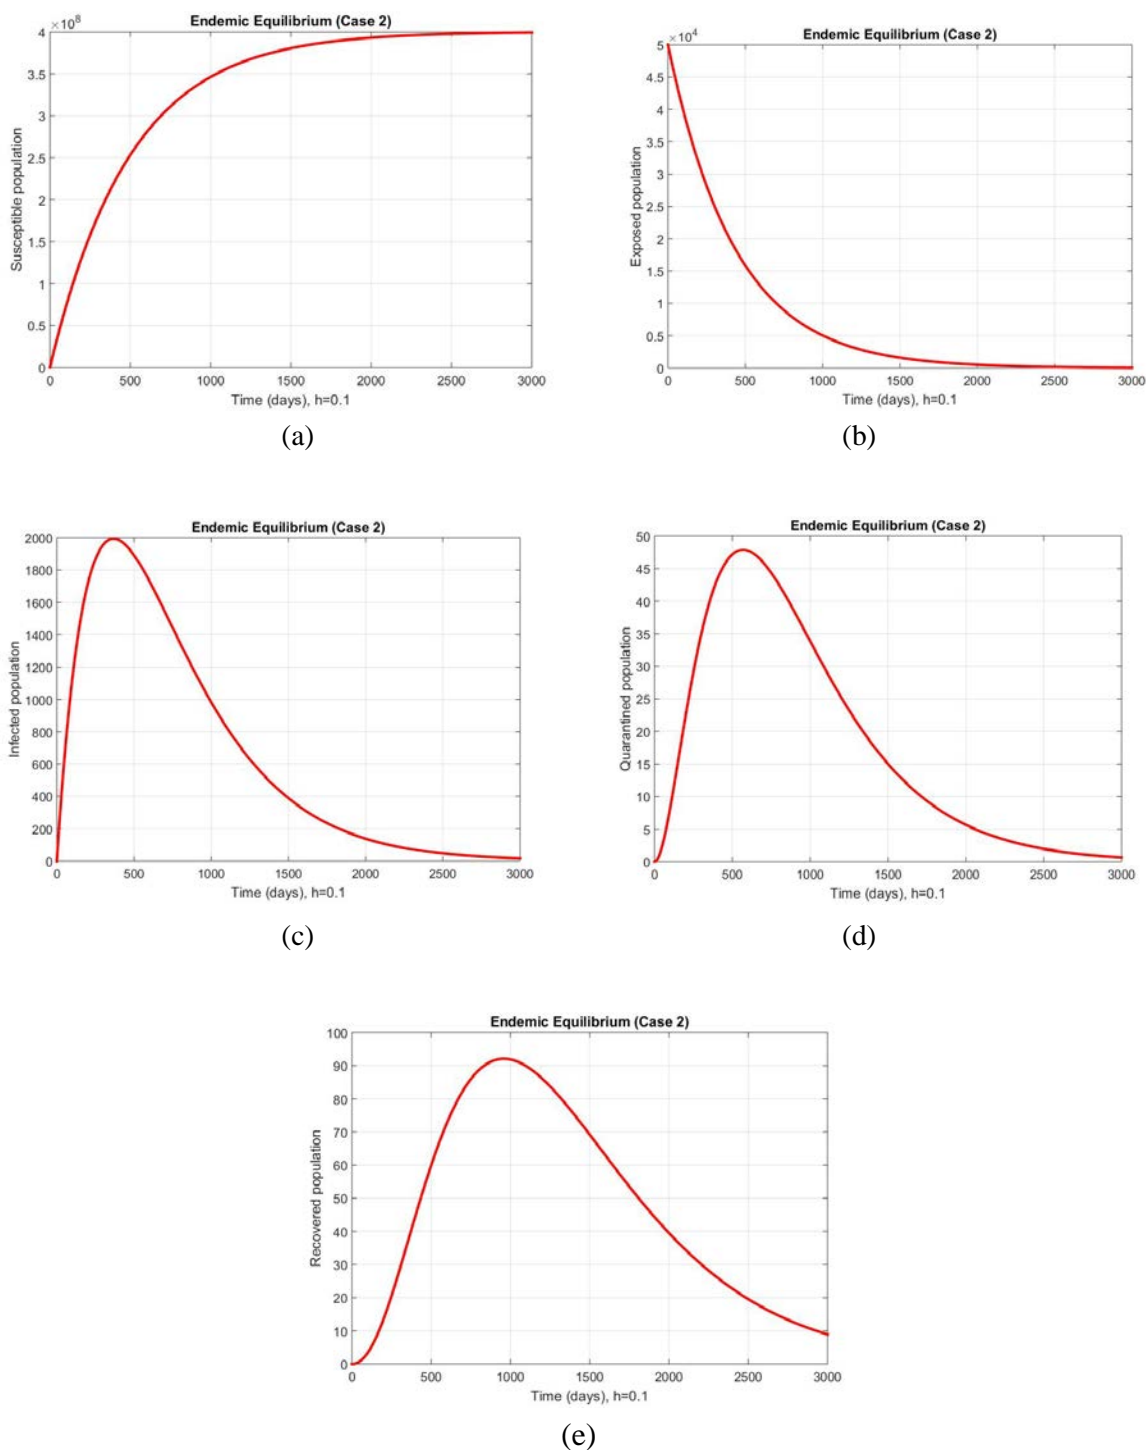 Endemic Equilibrium (Case 2)
×10⁸
4
3.5
3
2.5
2
1.5
1
0.5
0
Susceptible population
0 500 1000 1500 2000 2500 3000
Time (days), h=0.1
(a)
Endemic Equilibrium (Case 2)
×10⁴
5
4.5
4
3.5
3
2.5
2
1.5
1
0.5
0
Exposed population
0 500 1000 1500 2000 2500 3000
Time (days), h=0.1
(b)
Endemic Equilibrium (Case 2)
2000
1800
1600
1400
1200
1000
800
600
400
200
0
Infected population
0 500 1000 1500 2000 2500 3000
Time (days), h=0.1
(c)
Endemic Equilibrium (Case 2)
50
45
40
35
30
25
20
15
10
5
0
Quarantined population
0 500 1000 1500 2000 2500 3000
Time (days), h=0.1
(d)
Endemic Equilibrium (Case 2)
100
90
80
70
60
50
40
30
20
10
0
Recovered population
0 500 1000 1500 2000 2500 3000
Time (days), h=0.1
(e)